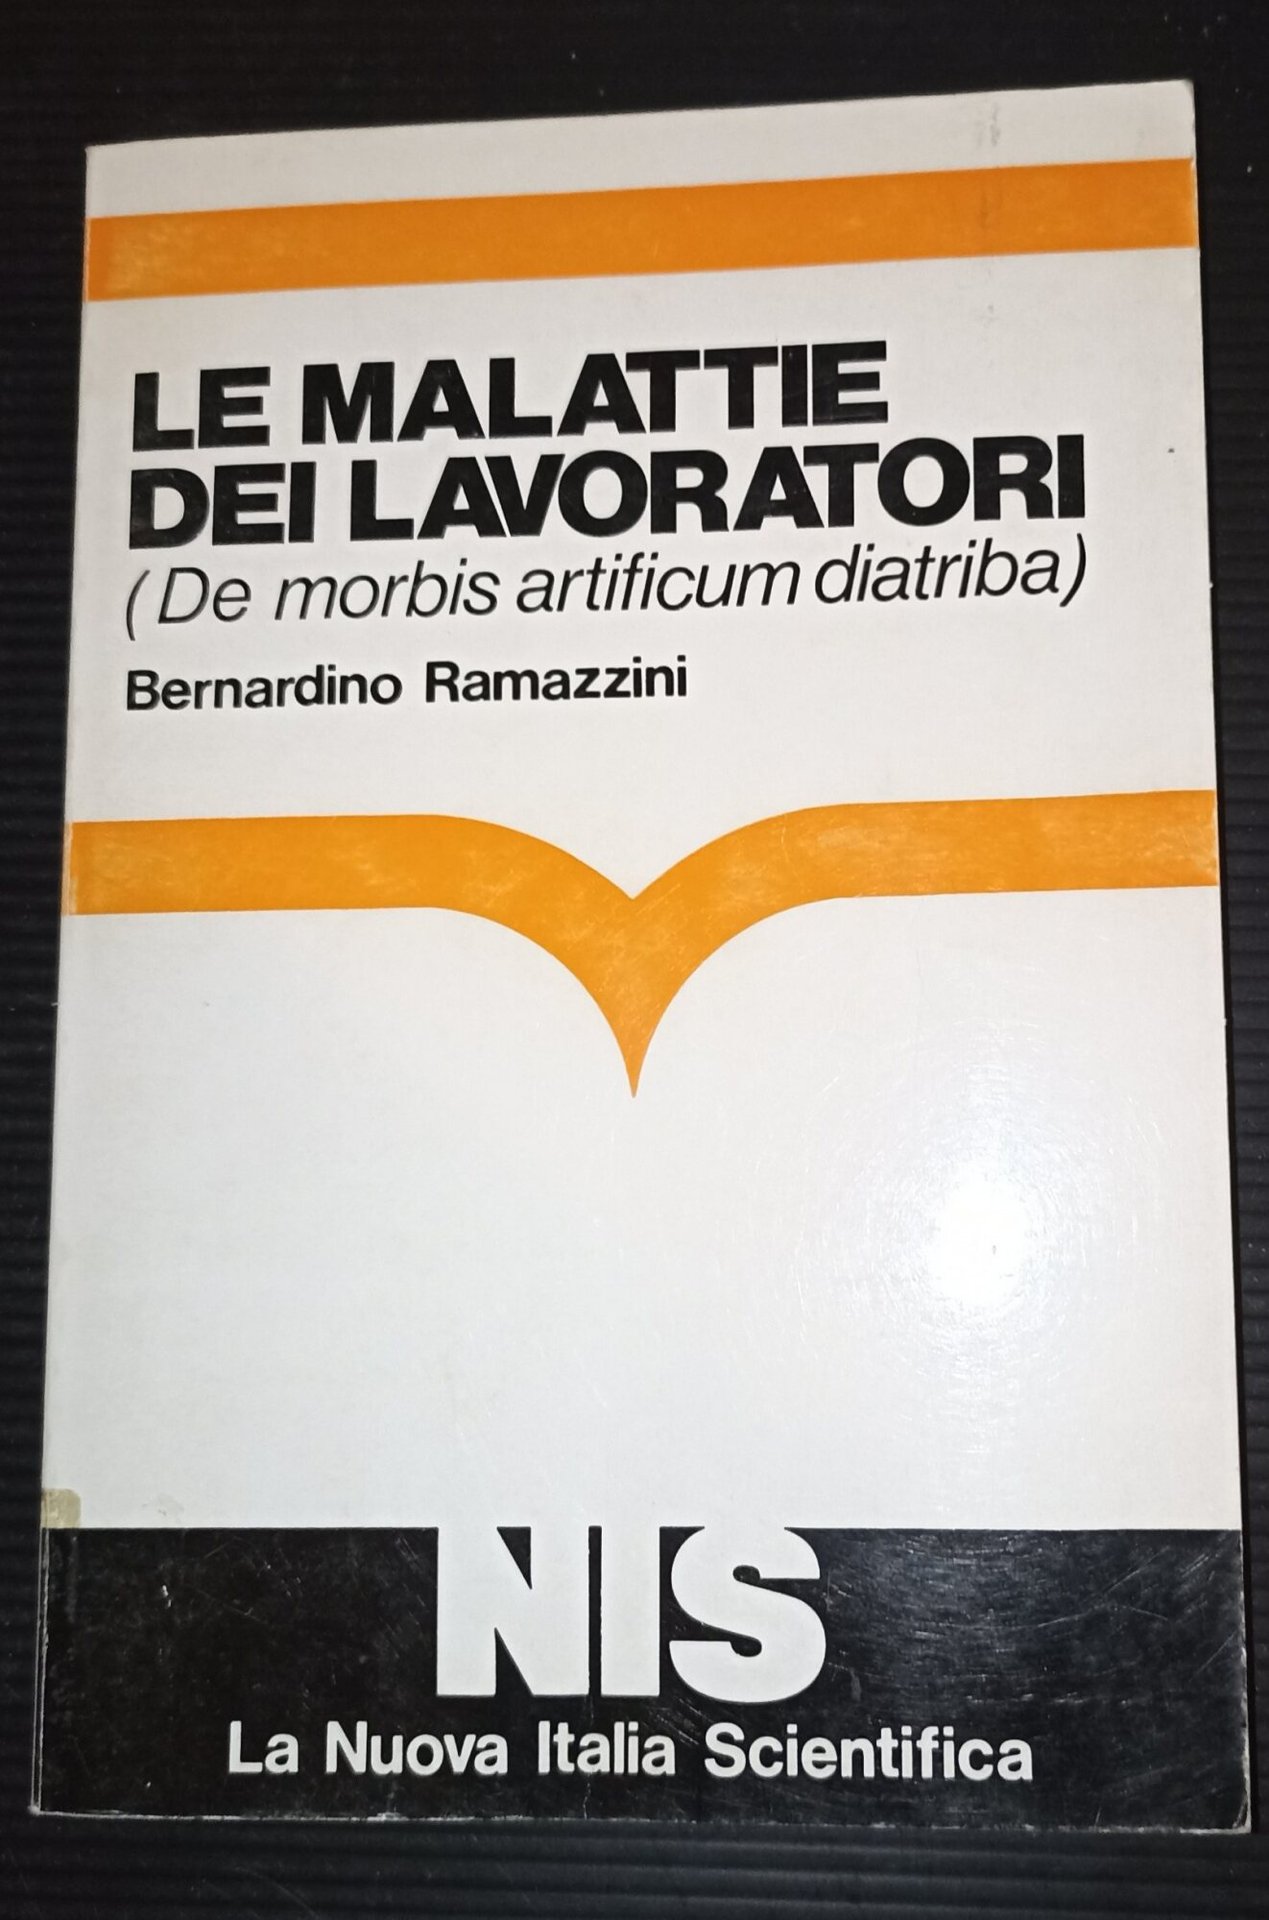 LE MALATTIE
DEI LAVORATORI
(De morbis artificum diatriba)
Bernardino Ramazzini
NIS
La Nuova Italia Scientifica